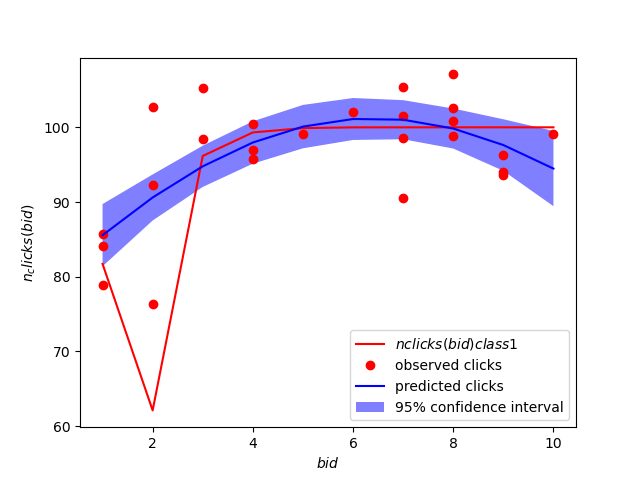 100
90
80
70
60
n_clicks(bid)
nclicks(bid)class1
observed clicks
predicted clicks
95% confidence interval
2
4
6
8
10
bid